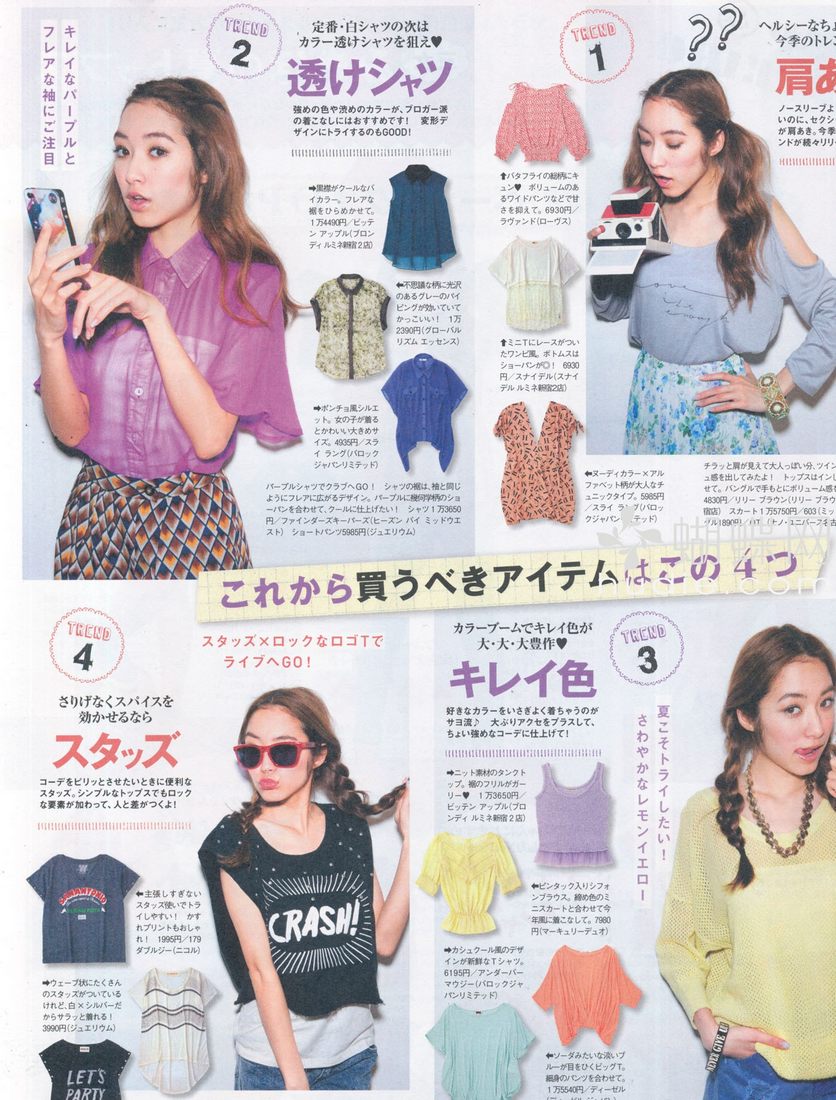 キレイなパープルと
フレアな袖にご注目
TREND
2
定番・白シャツの次は
カラー透けシャツを狙え♥
透けシャツ
強めの色や渋めのカラーが、ブロガー派
の着こなしにはおすすめです！ 変形デ
ザインにトライするのもGOOD!
➡黒襟がクールなバ
イカラー。フレアな
裾をひらめかせて。
1万4490円／ビッテ
ン アップル(ブロン
ディ ルミネ新宿2店)
⬅不思議な柄に光沢
のあるグレーのパイ
ピングが効いていて
かっこいい！ 1万
2390円(グローバル
リズム エッセンス)
➡ポンチョ風シルエ
ット。女の子が着る
とかわいい大きめサ
イズ。4935円／スラ
イ ラング(バロック
ジャパンリミテッド)
パープルシャツでクラブへGO！ シャツの裾は、袖と同じ
ようにフレアに広がるデザイン。パープルに幾何学柄のショ
ーパンを合わせて、クールに仕上げたい！ シャツ1万3650
円／ファインダーズキーパーズ(ヒーズン バイ ミッドウエ
スト) ショートパンツ5985円(ジュエリウム)
TREND
1
??
ヘルシーなちょ
今季のトレン
肩あ
ノースリーブよ
いのに、セクシ
が肩あき。今季
ンドが続々リリー
⬆バタフライの総柄にキ
ュン♥ ボリュームのあ
るワイドパンツなどで甘
さを抑えて。6930円／
ラヴァンド(ローヴス)
⬆ミニTにレースがつい
たワンピ風。ボトムスは
ショーパンが◎！ 6930
円／スナイデル(スナイ
デル ルミネ新宿2店)
⬅ヌーディカラー×アル
ファベット柄が大人なチ
ュニックタイプ。5985円
／スライ ラング(バロッ
クジャパンリミテッド)
チラッと肩が見えて大人っぽい分、ツイン
ュ感を出してみたよ！ トップスはインし
せて。バングルで手もとにボリューム感を
4830円／リリー ブラウン(リリー ブラウ
宿店) スカート1万5750円／603(ミッ
これから買うべきアイテムはこの4つ
TREND
4
さりげなくスパイスを
効かせるなら
スタッズ
コーデをピリッとさせたいときに便利な
スタッズ。シンプルなトップスでもロック
な要素が加わって、人と差がつくよ！
スタッズ×ロックなロゴTで
ライブへGO！
⬅主張しすぎない
スタッズ使いでトラ
イしやすい！ かす
れプリントもおしゃ
れ！ 1995円／179
ダブルジー(ニコル)
➡ウェーブ状にたくさん
のスタッズがついている
けれど、白×シルバーだ
からサラッと着れる！
3990円(ジュエリウム)
LET'S
PARTY
CRASH!
カラーブームでキレイ色が
大・大・大豊作♥
キレイ色
好きなカラーをいさぎよく着ちゃうのが
サヨ流♪ 大ぶりアクセをプラスして、
ちょい強めなコーデに仕上げて！
TREND
3
夏こそトライしたい！
さわやかなレモンイエロー
➡ニット素材のタンクト
ップ。裾のフリルがガー
リー♥ 1万3650円／
ビッテン アップル(ブロ
ンディ ルミネ新宿2店)
⬅ピンタック入りシフォ
ンブラウス。締め色のミ
ニスカートと合わせて今
年風に着こなして。7980
円(マーキュリーデュオ)
➡カシュクール風のデザ
インが新鮮なTシャツ。
6195円／アンダーバー
マウジー(バロックジャ
パンリミテッド)
⬅ソーダみたいな淡いブ
ルーが目をひくビッグT。
細身のパンツを合わせて。
1万5540円／ディーゼル
NEVER GIVE U